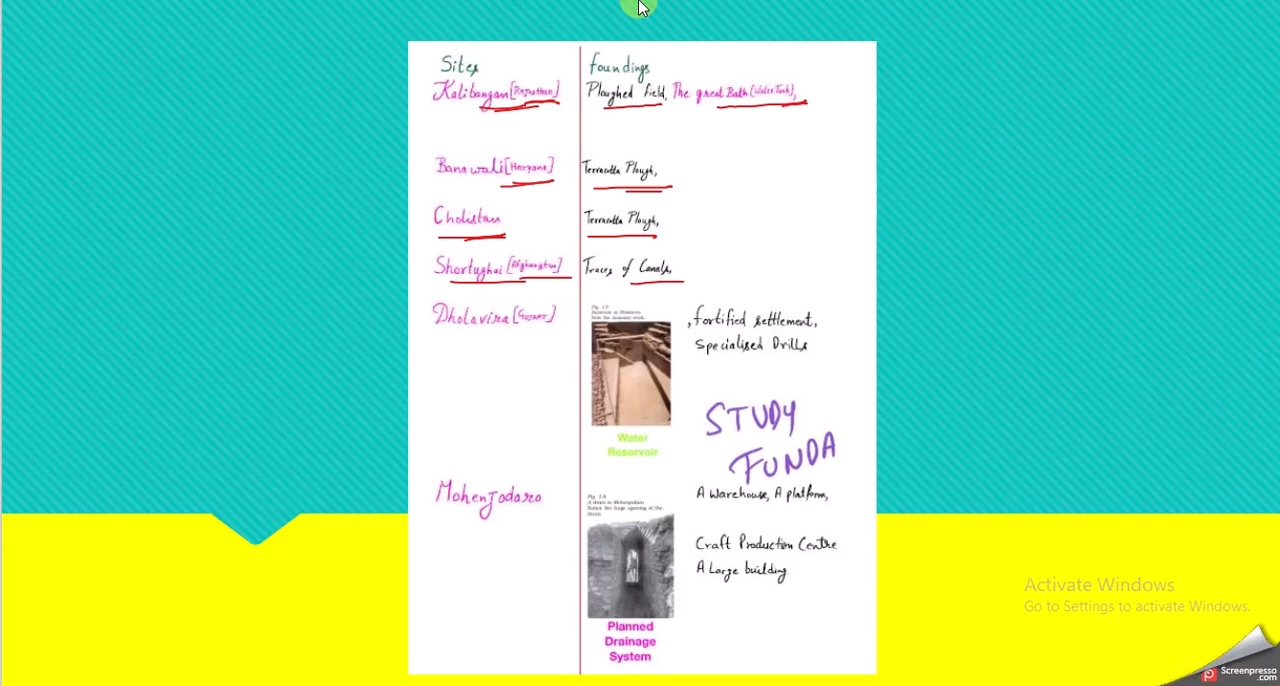 Sites
foundings
Kalibangan [Rajasthan]
Ploughed field, The great Bath (Water Tank),
Banawali [Haryana]
Terracotta Plough,
Cholistan
Terracotta Plough,
Shortughai [Afghanistan]
Traces of Canals,
Dholavira [GUJRAT]
, fortified settlement,
Specialised Drills
Water
Reservoir
STUDY
FUNDA
Mohenjodaro
A Warehouse, A platform,
Craft Production Centre
A Large building
Planned
Drainage
System
Activate Windows
Go to Settings to activate Windows.
Screenpresso
.com